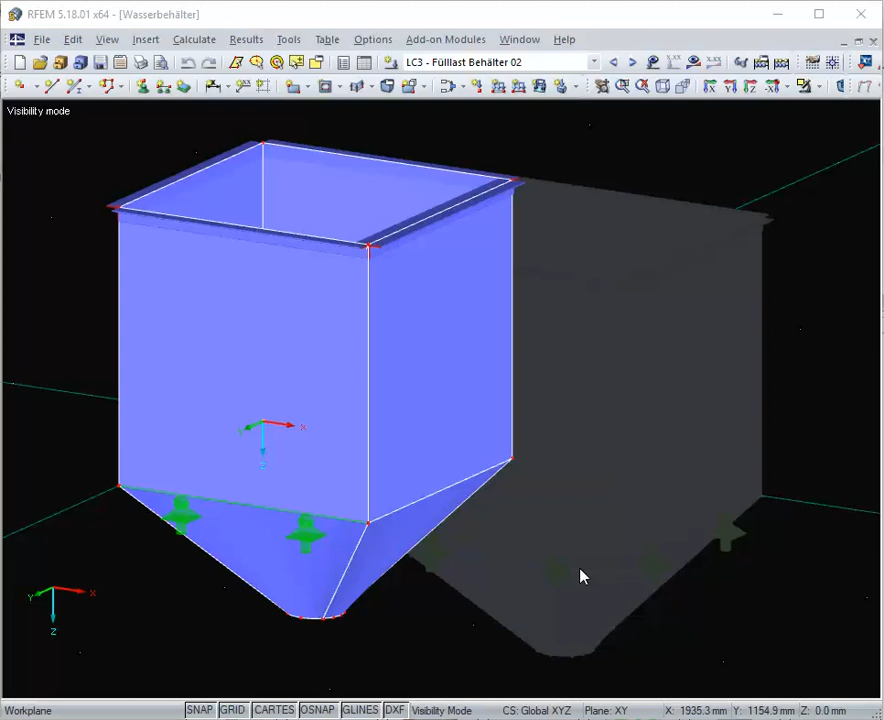 RFEM 5.18.01 x64 - [Wasserbehälter]
File Edit View Insert Calculate Results Tools Table Options Add-on Modules Window Help
LC3 - Fülllast Behälter 02
Visibility mode
Y X Z
Y X Z
Workplane SNAP GRID CARTES OSNAP GLINES DXF Visibility Mode CS: Global XYZ Plane: XY X: 1935.3 mm Y: 1154.9 mm Z: 0.0 mm